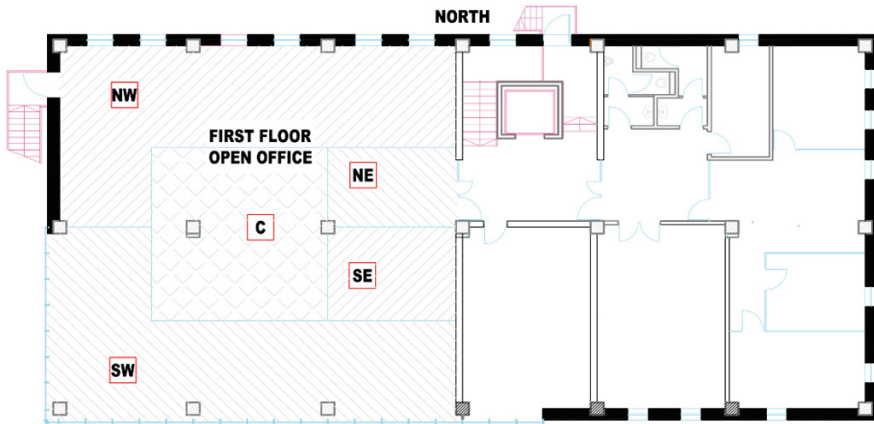 NORTH
NW
FIRST FLOOR
OPEN OFFICE
NE
C
SE
SW